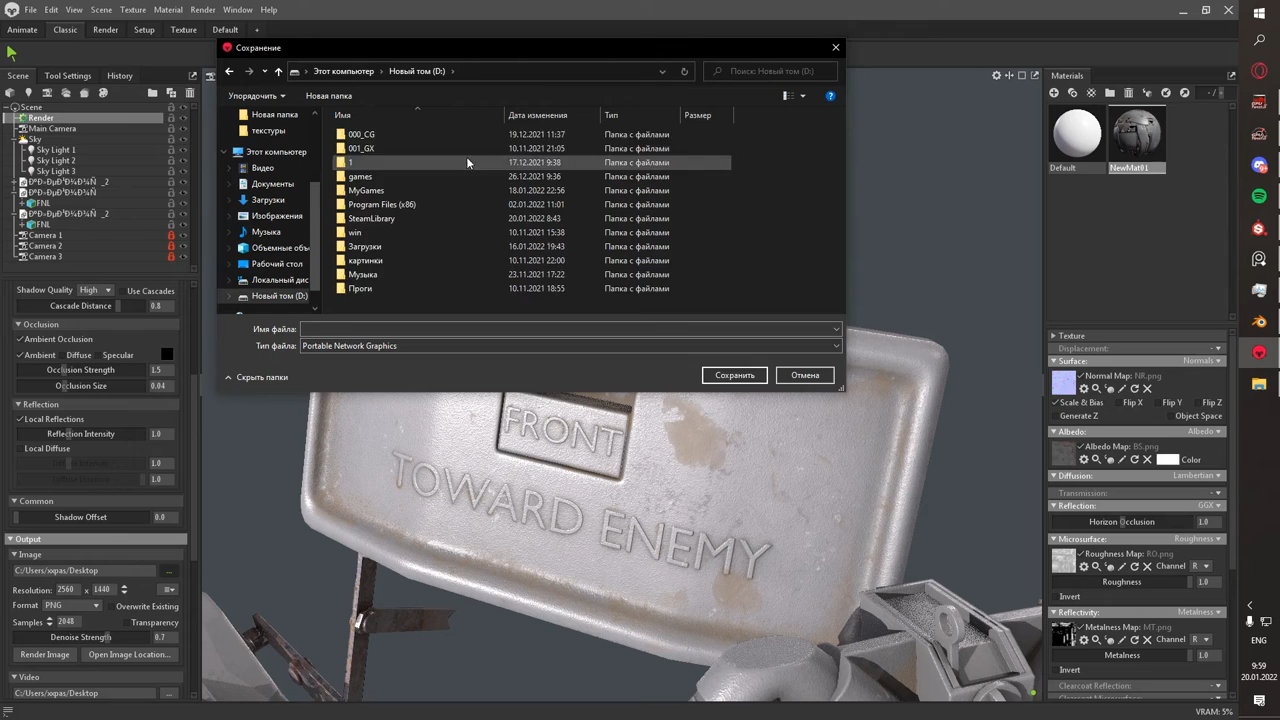 File Edit View Scene Texture Material Render Window Help
Animate Classic Render Setup Texture Default +
Сохранение
Этот компьютер Новый том (D:)
Поиск: Новый том (D:)
Упорядочить Новая папка
Имя Дата изменения Тип Размер
Новая папка
текстуры
Этот компьютер
Видео
Документы
Загрузки
Изображения
Музыка
Объемные объ
Рабочий стол
Локальный дис
Новый том (D:)
000_CG 19.12.2021 11:37 Папка с файлами
001_GX 10.11.2021 21:05 Папка с файлами
1 17.12.2021 9:38 Папка с файлами
games 26.12.2021 9:36 Папка с файлами
MyGames 18.01.2022 22:56 Папка с файлами
Program Files (x86) 02.01.2022 11:01 Папка с файлами
SteamLibrary 20.01.2022 8:43 Папка с файлами
win 10.11.2021 15:38 Папка с файлами
Загрузки 16.01.2022 19:43 Папка с файлами
картинки 10.11.2021 22:00 Папка с файлами
Музыка 23.11.2021 17:22 Папка с файлами
Проги 10.11.2021 18:55 Папка с файлами
Имя файла:
Тип файла: Portable Network Graphics
Скрыть папки Сохранить Отмена
Scene Tool Settings History
Scene
Render
Main Camera
Sky
Sky Light 1
Sky Light 2
Sky Light 3
FNL
FNL
Camera 1
Camera 2
Camera 3
Shadow Quality High Use Cascades
Cascade Distance 0.8
Occlusion
Ambient Occlusion
Ambient Diffuse Specular
Occlusion Strength 1.5
Occlusion Size 0.04
Reflection
Local Reflections
Reflection Intensity 1.0
Local Diffuse
1.0
1.0
Common
Shadow Offset 0.0
Output
Image
C:/Users/xxpas/Desktop ...
Resolution: 2560 x 1440
Format PNG Overwrite Existing
Samples 2048 Transparency
Denoise Strength 0.7
Render Image Open Image Location...
Video
C:/Users/xxpas/Desktop ...
FRONT
TOWARD ENEMY
Materials
Default NewMat01
Texture
Displacement:
Surface: Normals
Normal Map: NR.png
Scale & Bias Flip X Flip Y Flip Z
Generate Z Object Space
Albedo: Albedo
Albedo Map: BS.png
Color
Diffusion: Lambertian
Transmission:
Reflection: GGX
Horizon Occlusion 1.0
Microsurface: Roughness
Roughness Map: RO.png
Channel R
Roughness 1.0
Invert
Reflectivity: Metalness
Metalness Map: MT.png
Channel R
Metalness 1.0
Invert
Clearcoat Reflection:
VRAM: 5%
9:59
20.01.2022